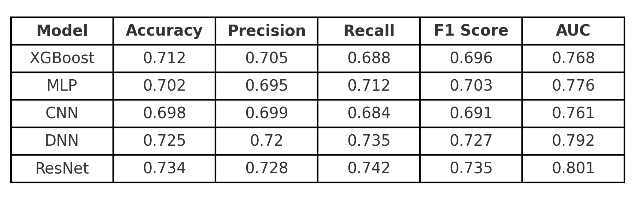 Model Accuracy Precision Recall F1 Score AUC
XGBoost 0.712 0.705 0.688 0.696 0.768
MLP 0.702 0.695 0.712 0.703 0.776
CNN 0.698 0.699 0.684 0.691 0.761
DNN 0.725 0.72 0.735 0.727 0.792
ResNet 0.734 0.728 0.742 0.735 0.801